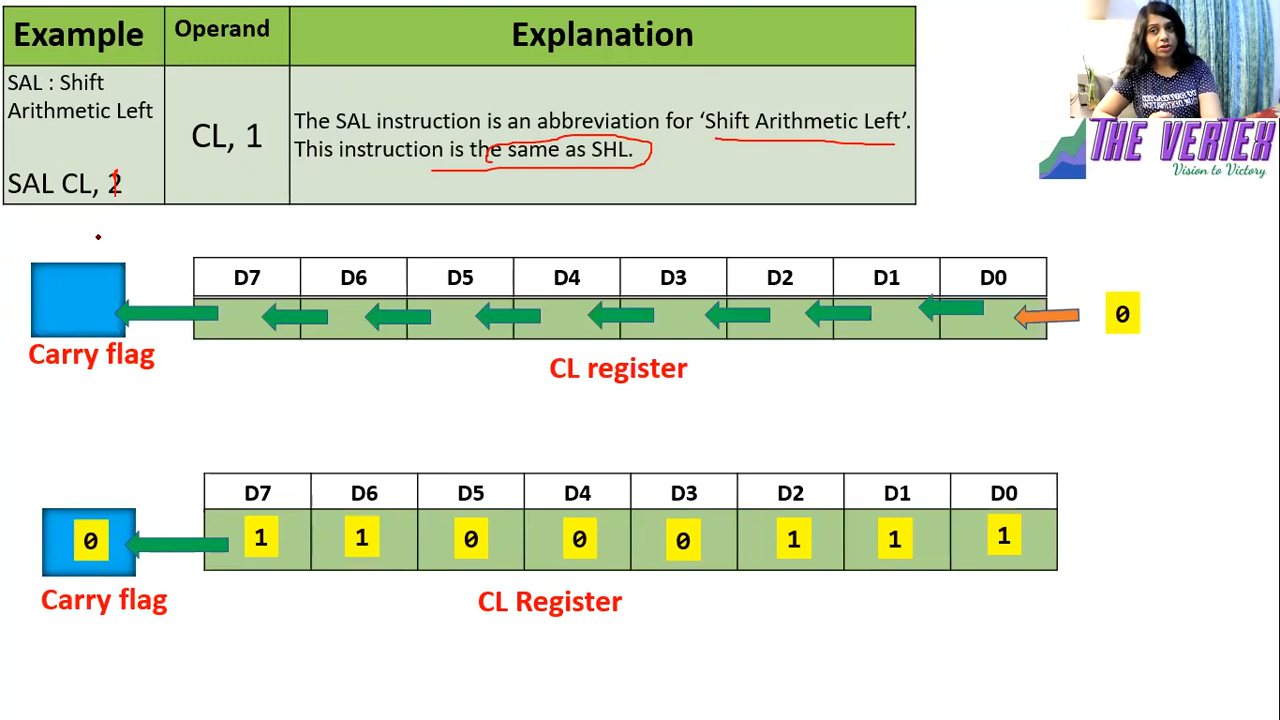 Example
Operand
Explanation
SAL : Shift
Arithmetic Left
SAL CL, 2
CL, 1
The SAL instruction is an abbreviation for ‘Shift Arithmetic Left’.
This instruction is the same as SHL.
THE VERTEX
Vision to Victory
D7 D6 D5 D4 D3 D2 D1 D0
0
Carry flag
CL register
D7 D6 D5 D4 D3 D2 D1 D0
0 1 1 0 0 0 1 1 1
Carry flag
CL Register